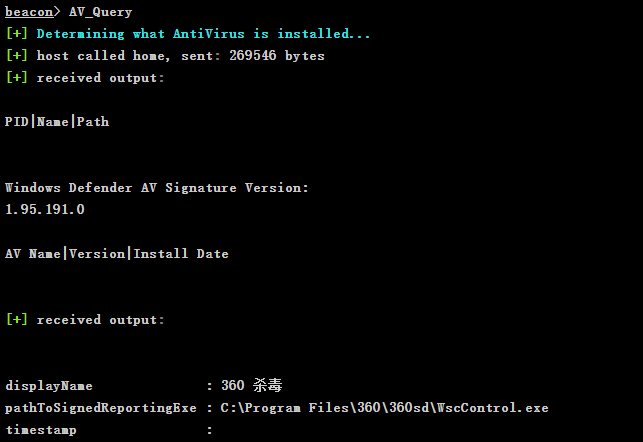 beacon> AV_Query
[+] Determining what AntiVirus is installed...
[+] host called home, sent: 269546 bytes
[+] received output:
PID|Name|Path
Windows Defender AV Signature Version:
1.95.191.0
AV Name|Version|Install Date
[+] received output:
displayName : 360 杀毒
pathToSignedReportingExe : C:\Program Files\360\360sd\WscControl.exe
timestamp :